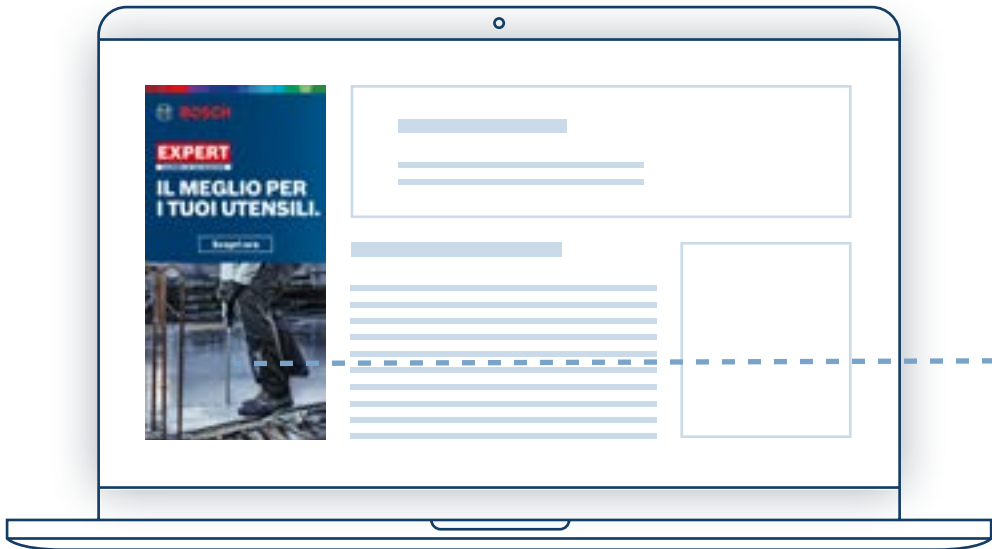 BOSCH
EXPERT
IL MEGLIO PER
I TUOI UTENSILI.
Scopri ora